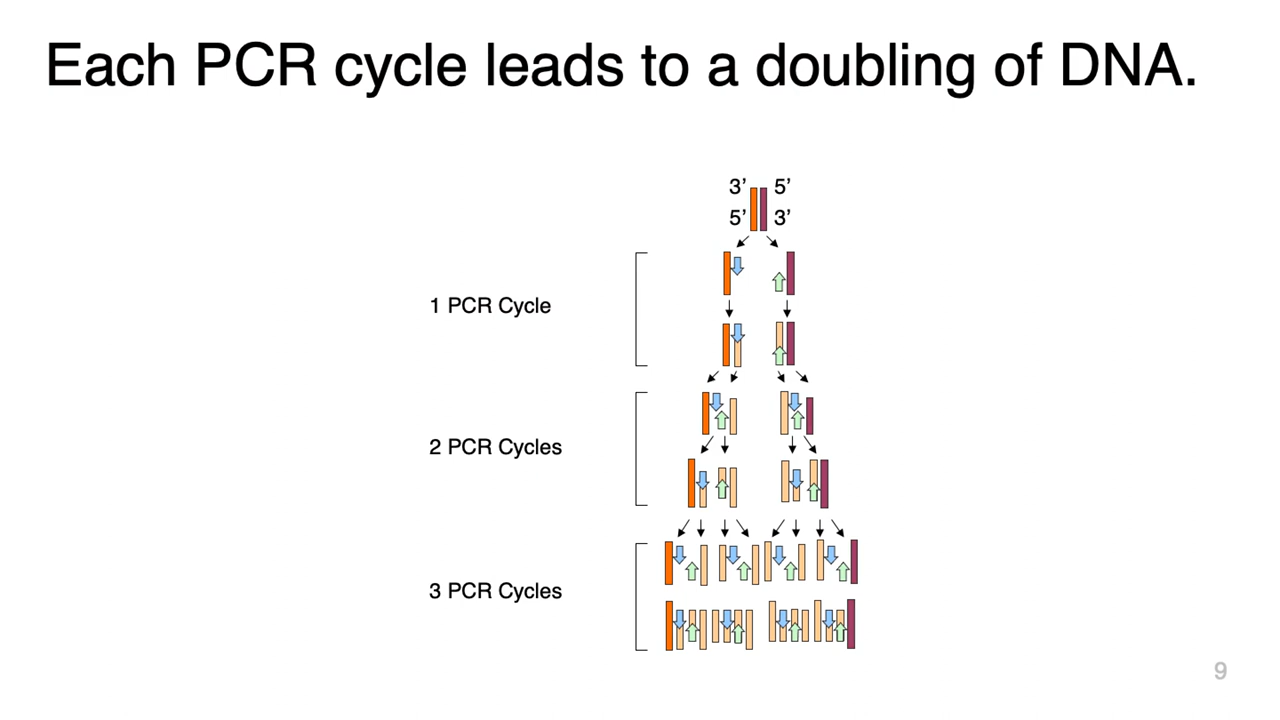 Each PCR cycle leads to a doubling of DNA.
3’ 5’
5’ 3’
1 PCR Cycle
2 PCR Cycles
3 PCR Cycles
9